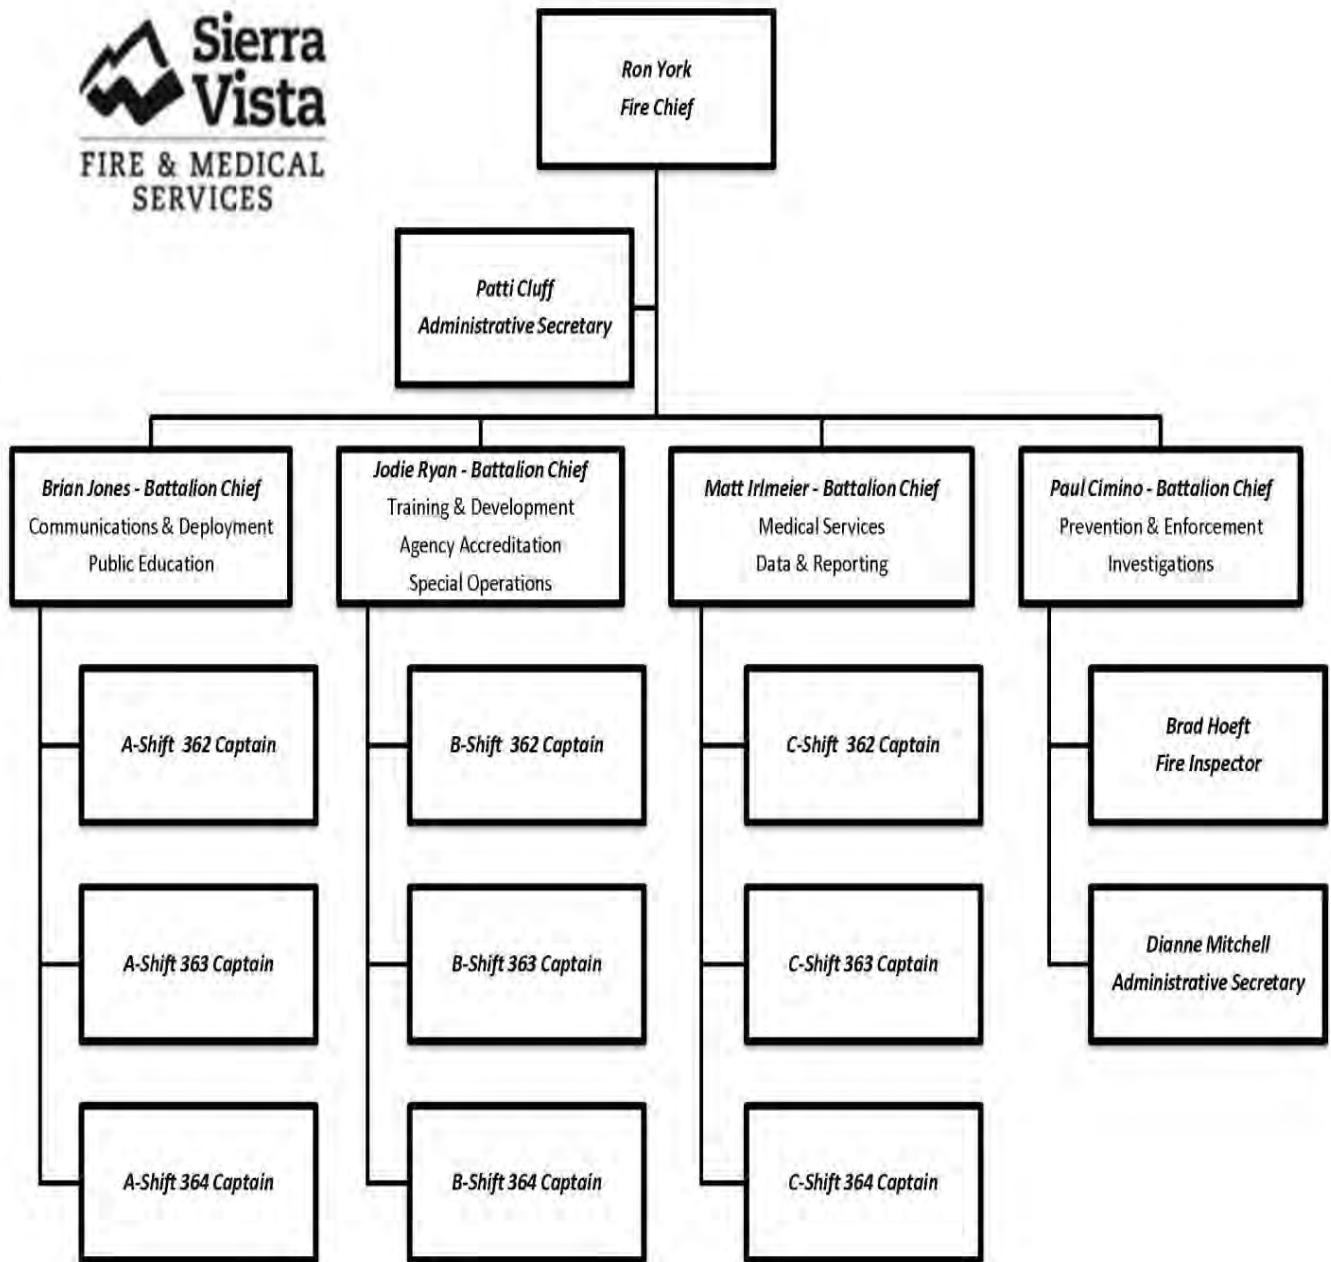 Sierra
Vista
FIRE & MEDICAL
SERVICES
Ron York
Fire Chief
Patti Cluff
Administrative Secretary
Brian Jones - Battalion Chief
Communications & Deployment
Public Education
Jodie Ryan - Battalion Chief
Training & Development
Agency Accreditation
Special Operations
Matt Irlmeier - Battalion Chief
Medical Services
Data & Reporting
Paul Cimino - Battalion Chief
Prevention & Enforcement
Investigations
A-Shift 362 Captain
A-Shift 363 Captain
A-Shift 364 Captain
B-Shift 362 Captain
B-Shift 363 Captain
B-Shift 364 Captain
C-Shift 362 Captain
C-Shift 363 Captain
C-Shift 364 Captain
Brad Hoeft
Fire Inspector
Dianne Mitchell
Administrative Secretary